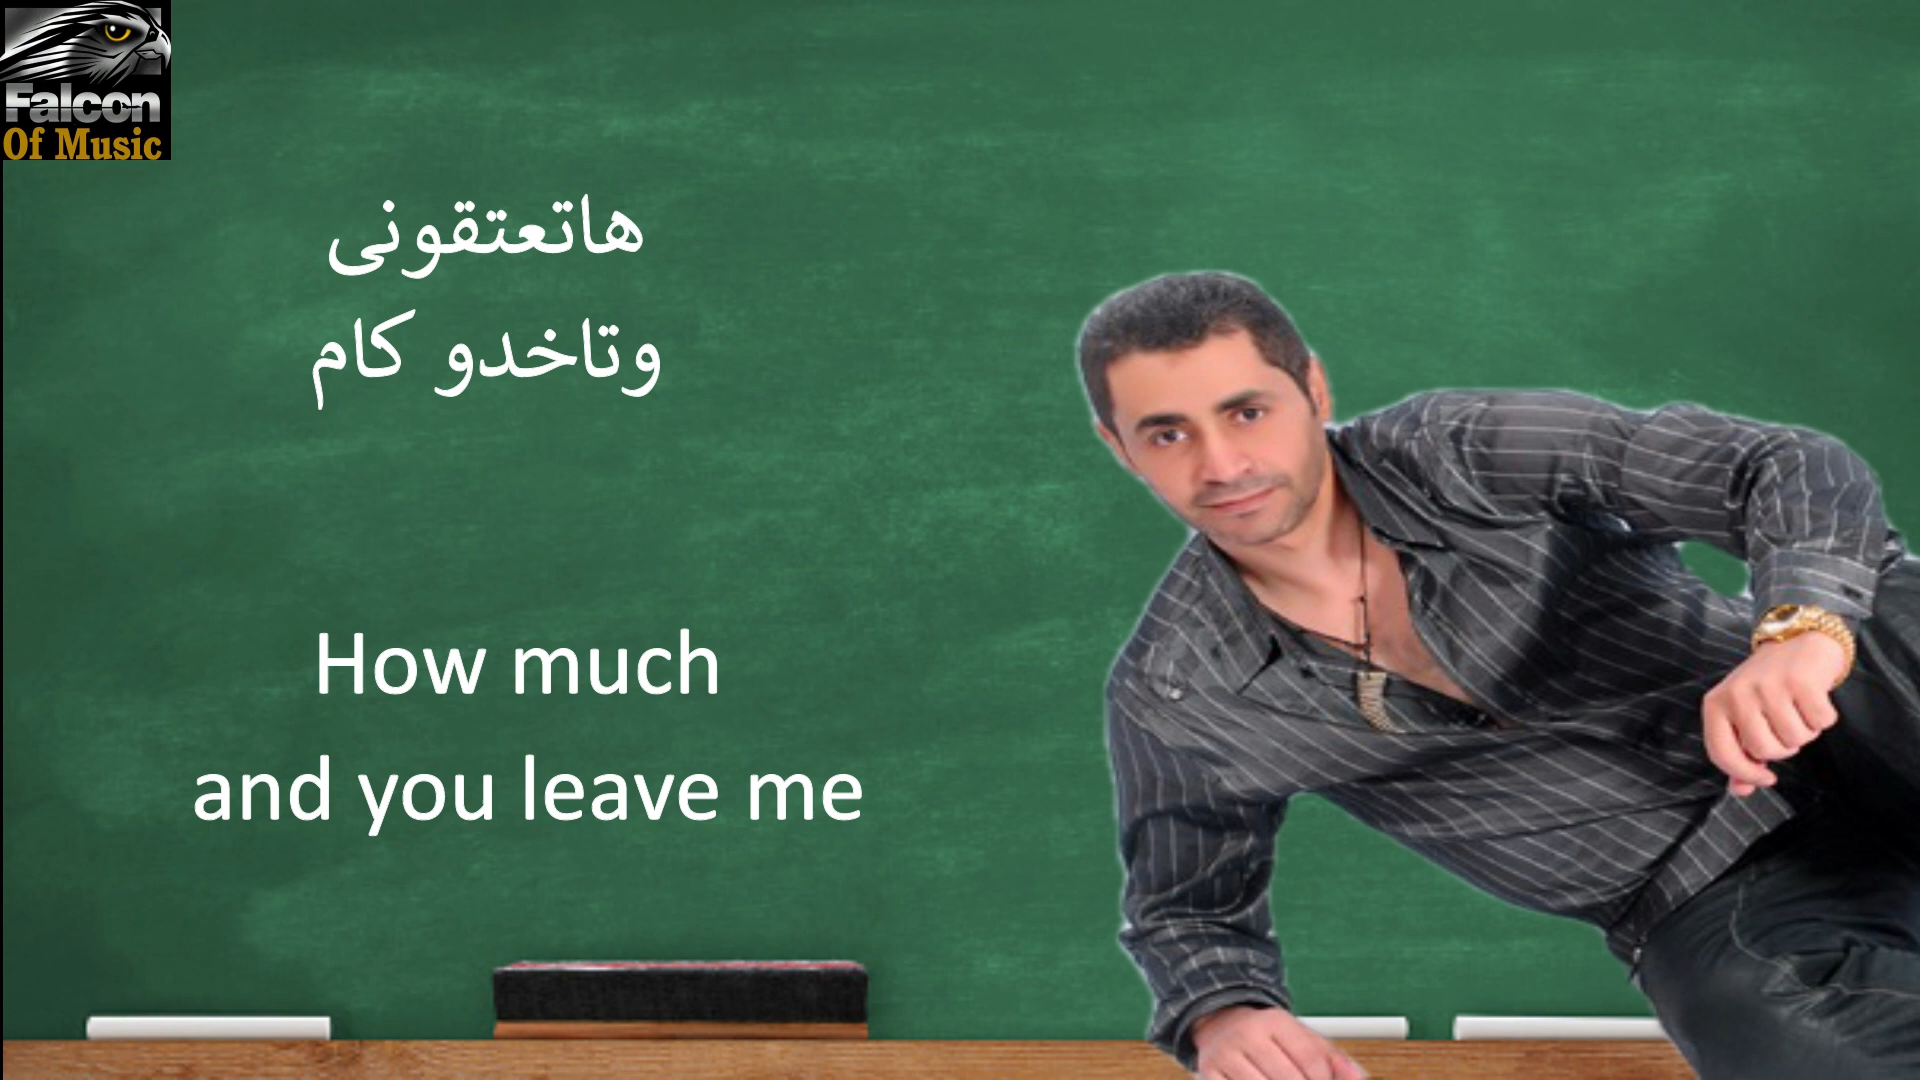 Falcon
Of Music
هاتعتقونى
وتاخدو كام
How much
and you leave me